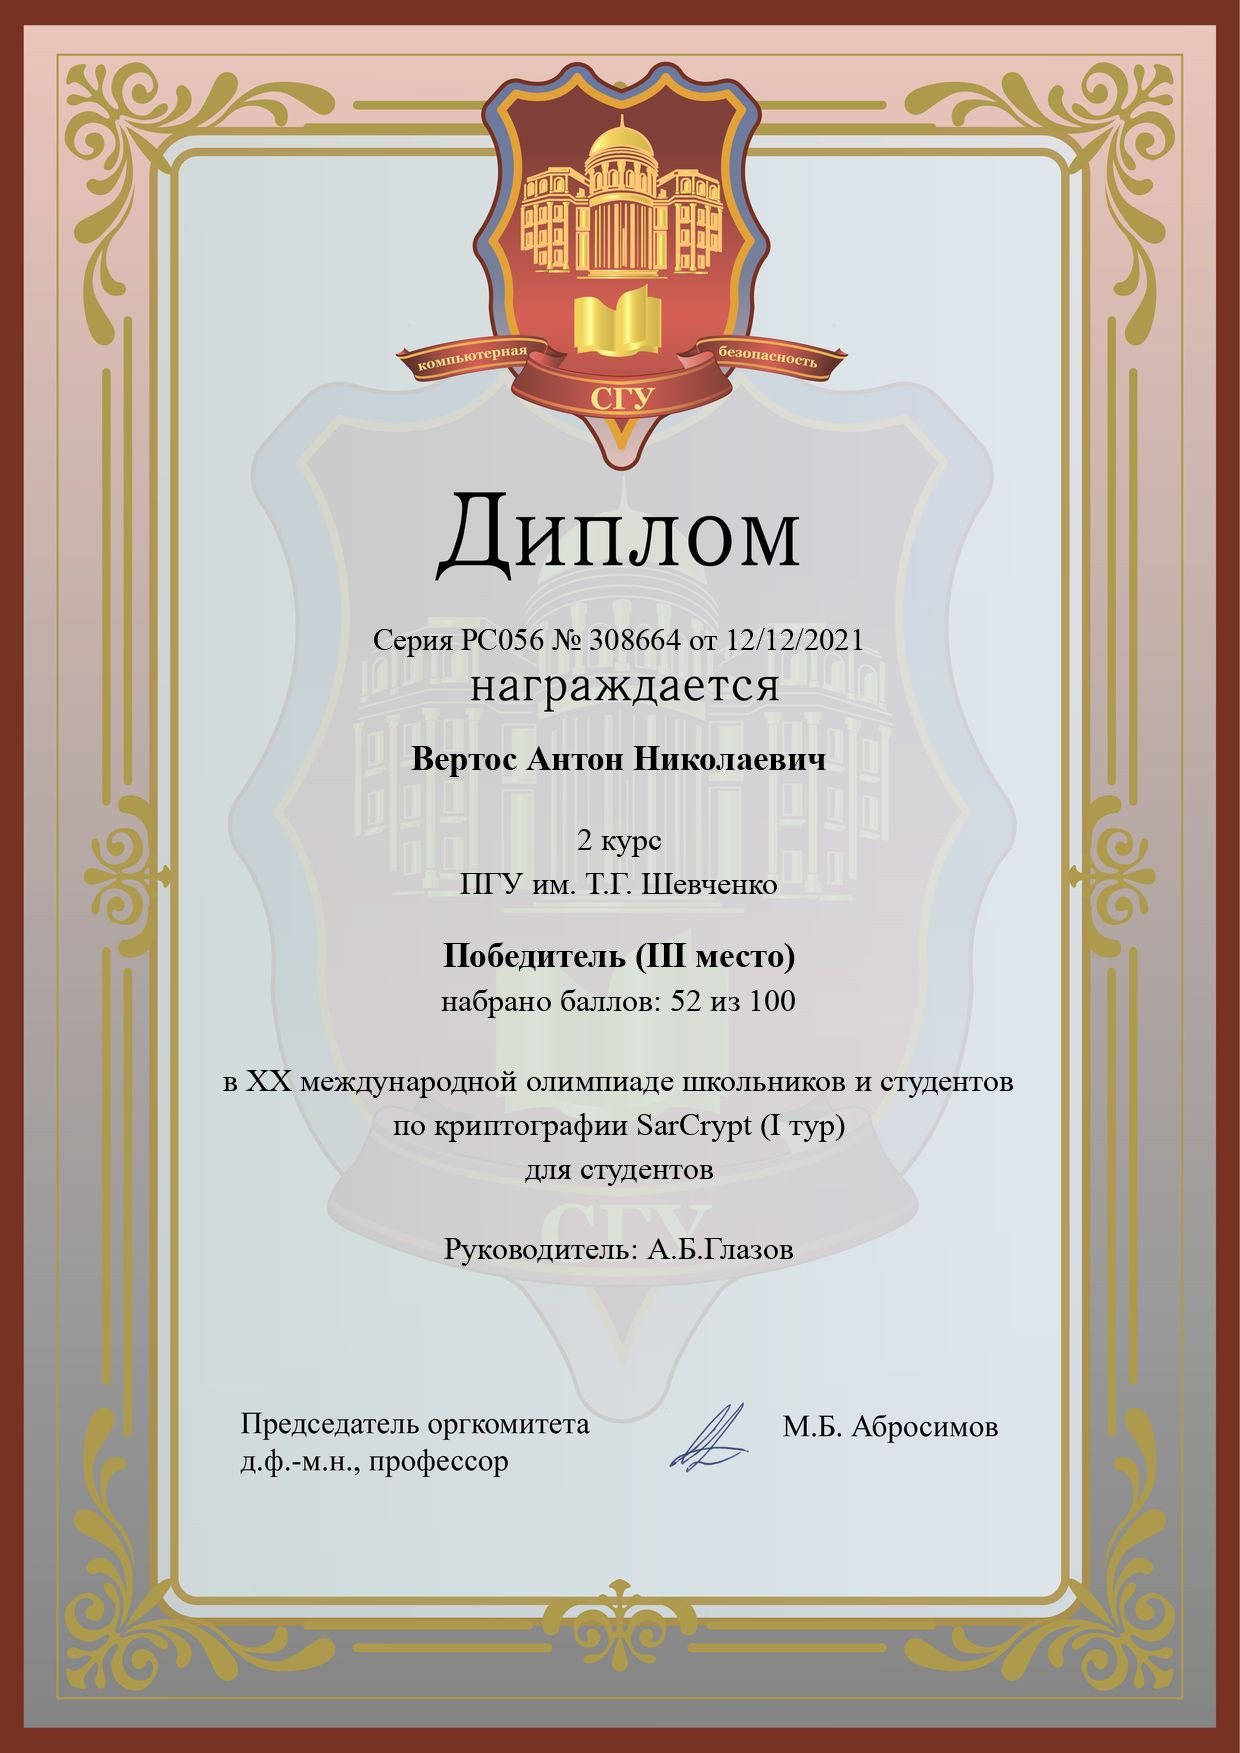 компьютерная
безопасность
СГУ
Диплом
Серия РС056 № 308664 от 12/12/2021
награждается
Вертос Антон Николаевич
2 курс
ПГУ им. Т.Г. Шевченко
Победитель (III место)
набрано баллов: 52 из 100
в XX международной олимпиаде школьников и студентов
по криптографии SarCrypt (I тур)
для студентов
СГУ
Руководитель: А.Б.Глазов
Председатель оргкомитета
д.ф.-м.н., профессор
М.Б. Абросимов